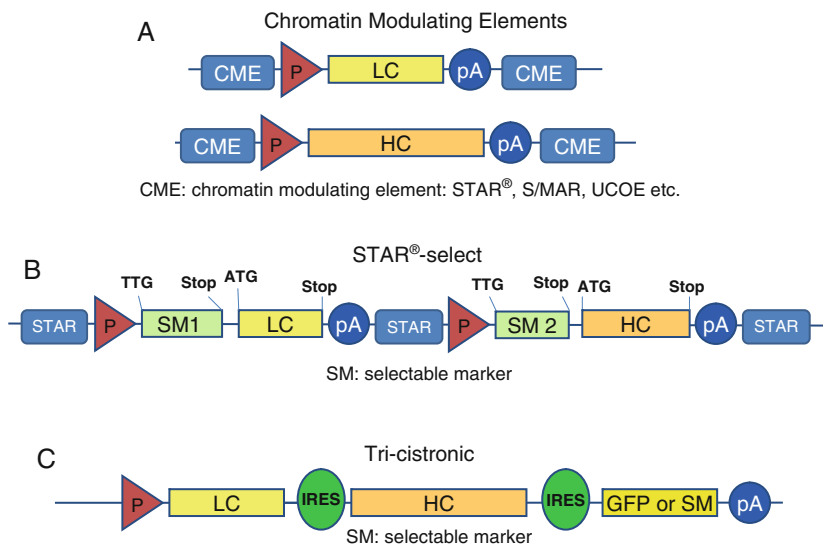 A
Chromatin Modulating Elements
CME P LC pA CME
CME P HC pA CME
CME: chromatin modulating element: STAR®, S/MAR, UCOE etc.
B
STAR®-select
TTG Stop ATG Stop TTG Stop ATG Stop
STAR P SM1 LC pA STAR P SM 2 HC pA STAR
SM: selectable marker
C
Tri-cistronic
P LC IRES HC IRES GFP or SM pA
SM: selectable marker